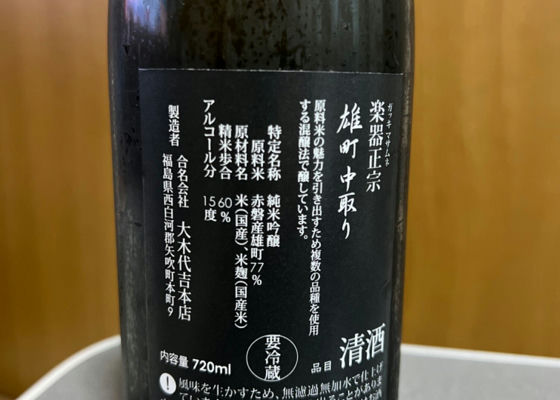 ガッキマサムネ
楽器正宗
雄町 中取り
原料米の魅力を引き出すため複数の品種を使用
する混醸法で醸しています。
特定名称 純米吟醸
原料米 赤磐産雄町77%
原材料名 米(国産)、米麹(国産米)
精米歩合 60%
アルコール分 15度
製造者 合名会社 大木代吉本店
福島県西白河郡矢吹町本町9
品目 清酒
要冷蔵
内容量 720ml
風味を生かすため、無濾過無加水で仕上げ